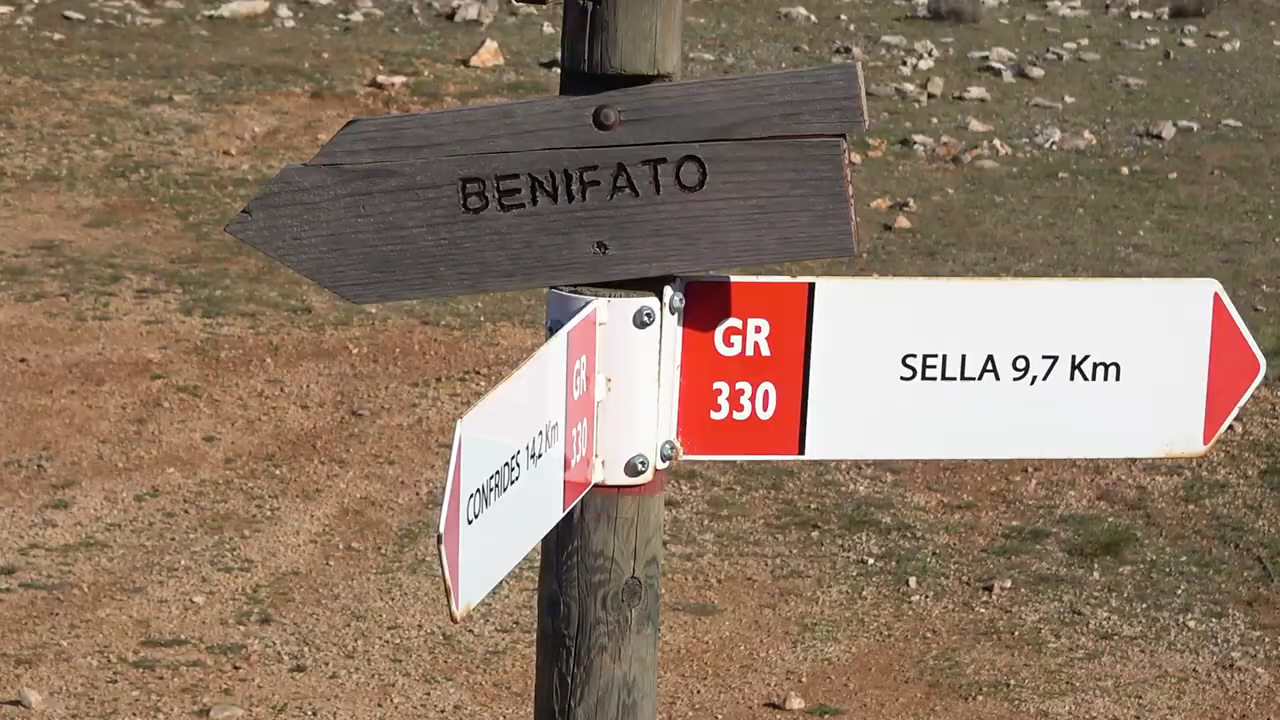 BENIFATO
GR
330
SELLA 9,7 Km
CONFRIDES 14,2 Km
GR
330